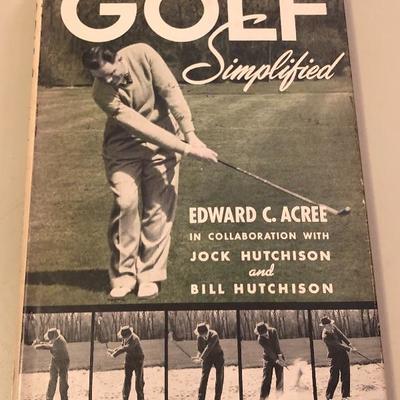 GOLF
Simplified
EDWARD C. ACREE
IN COLLABORATION WITH
JOCK HUTCHISON
and
BILL HUTCHISON